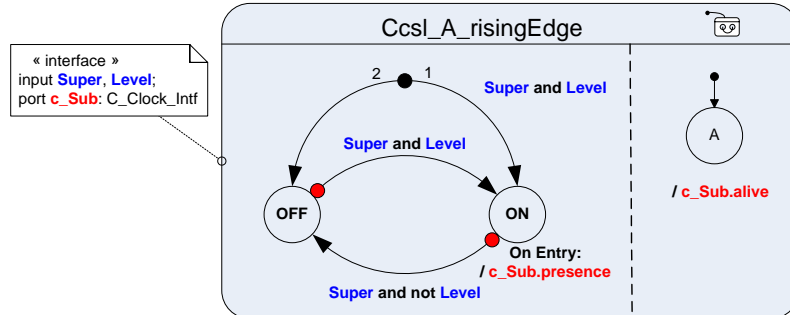 Ccsl_A_risingEdge
« interface »
input Super, Level;
port c_Sub: C_Clock_Intf
2 1
Super and Level
Super and Level
A
OFF
ON
/ c_Sub.alive
On Entry:
/ c_Sub.presence
Super and not Level